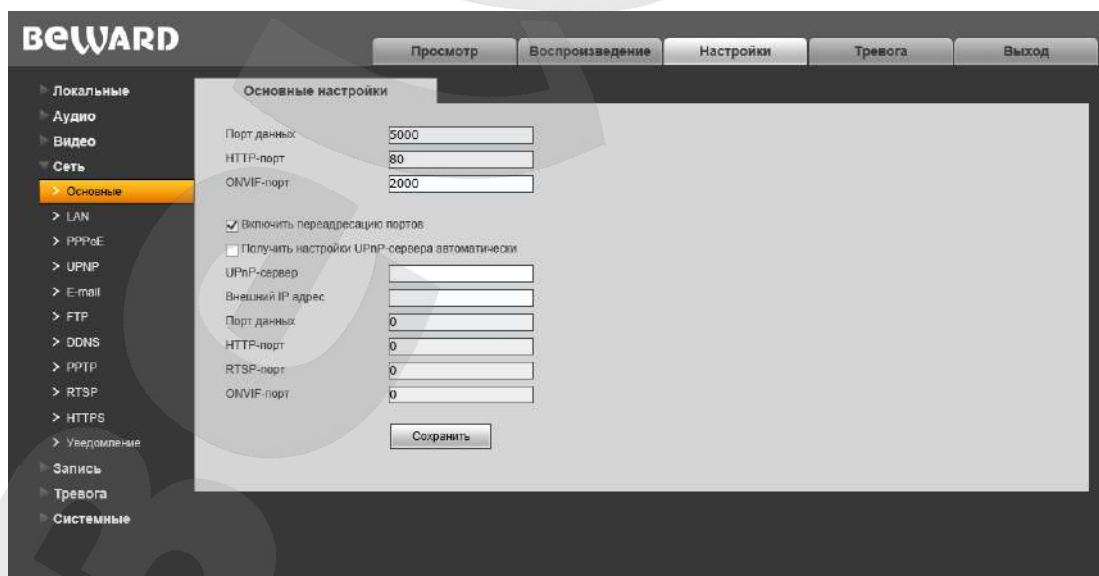 BEWARD
Просмотр
Воспроизведение
Настройки
Тревога
Выход
Локальные
Аудио
Видео
Сеть
> Основные
> LAN
> PPPoE
> UPNP
> E-mail
> FTP
> DDNS
> PPTP
> RTSP
> HTTPS
> Уведомление
Запись
Тревога
Системные
Основные настройки
Порт данных 5000
HTTP-порт 80
ONVIF-порт 2000
Включить переадресацию портов
Получить настройки UPnP-сервера автоматически
UPnP-сервер
Внешний IP адрес
Порт данных 0
HTTP-порт 0
RTSP-порт 0
ONVIF-порт 0
Сохранить